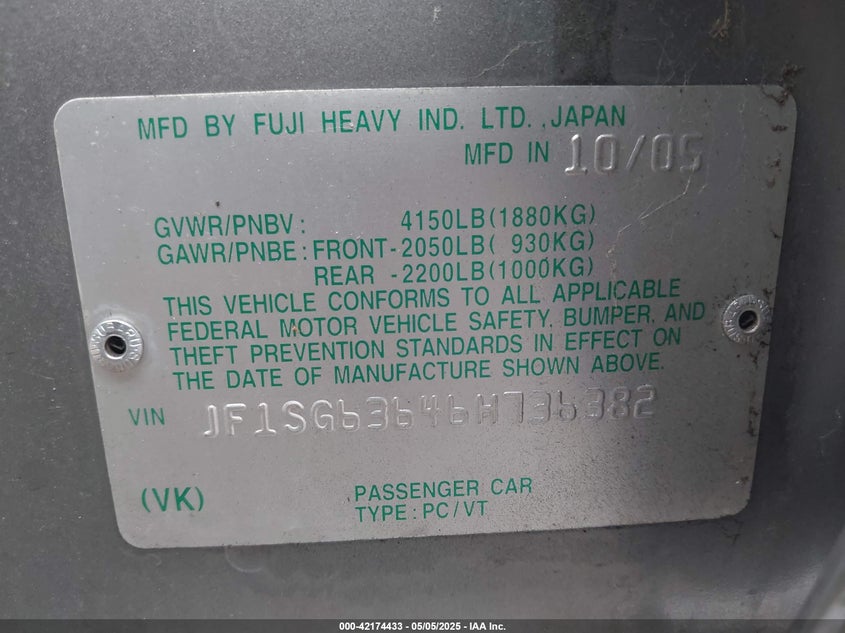 MFD BY FUJI HEAVY IND. LTD., JAPAN
MFD IN 10/05
GVWR/PNBV: 4150LB(1880KG)
GAWR/PNBE: FRONT-2050LB( 930KG)
REAR -2200LB(1000KG)
THIS VEHICLE CONFORMS TO ALL APPLICABLE
FEDERAL MOTOR VEHICLE SAFETY, BUMPER, AND
THEFT PREVENTION STANDARDS IN EFFECT ON
THE DATE OF MANUFACTURE SHOWN ABOVE.
VIN JF1SG63646H736382
(VK) PASSENGER CAR
TYPE: PC/VT
000-42174433 - 05/05/2025 - IAA Inc.